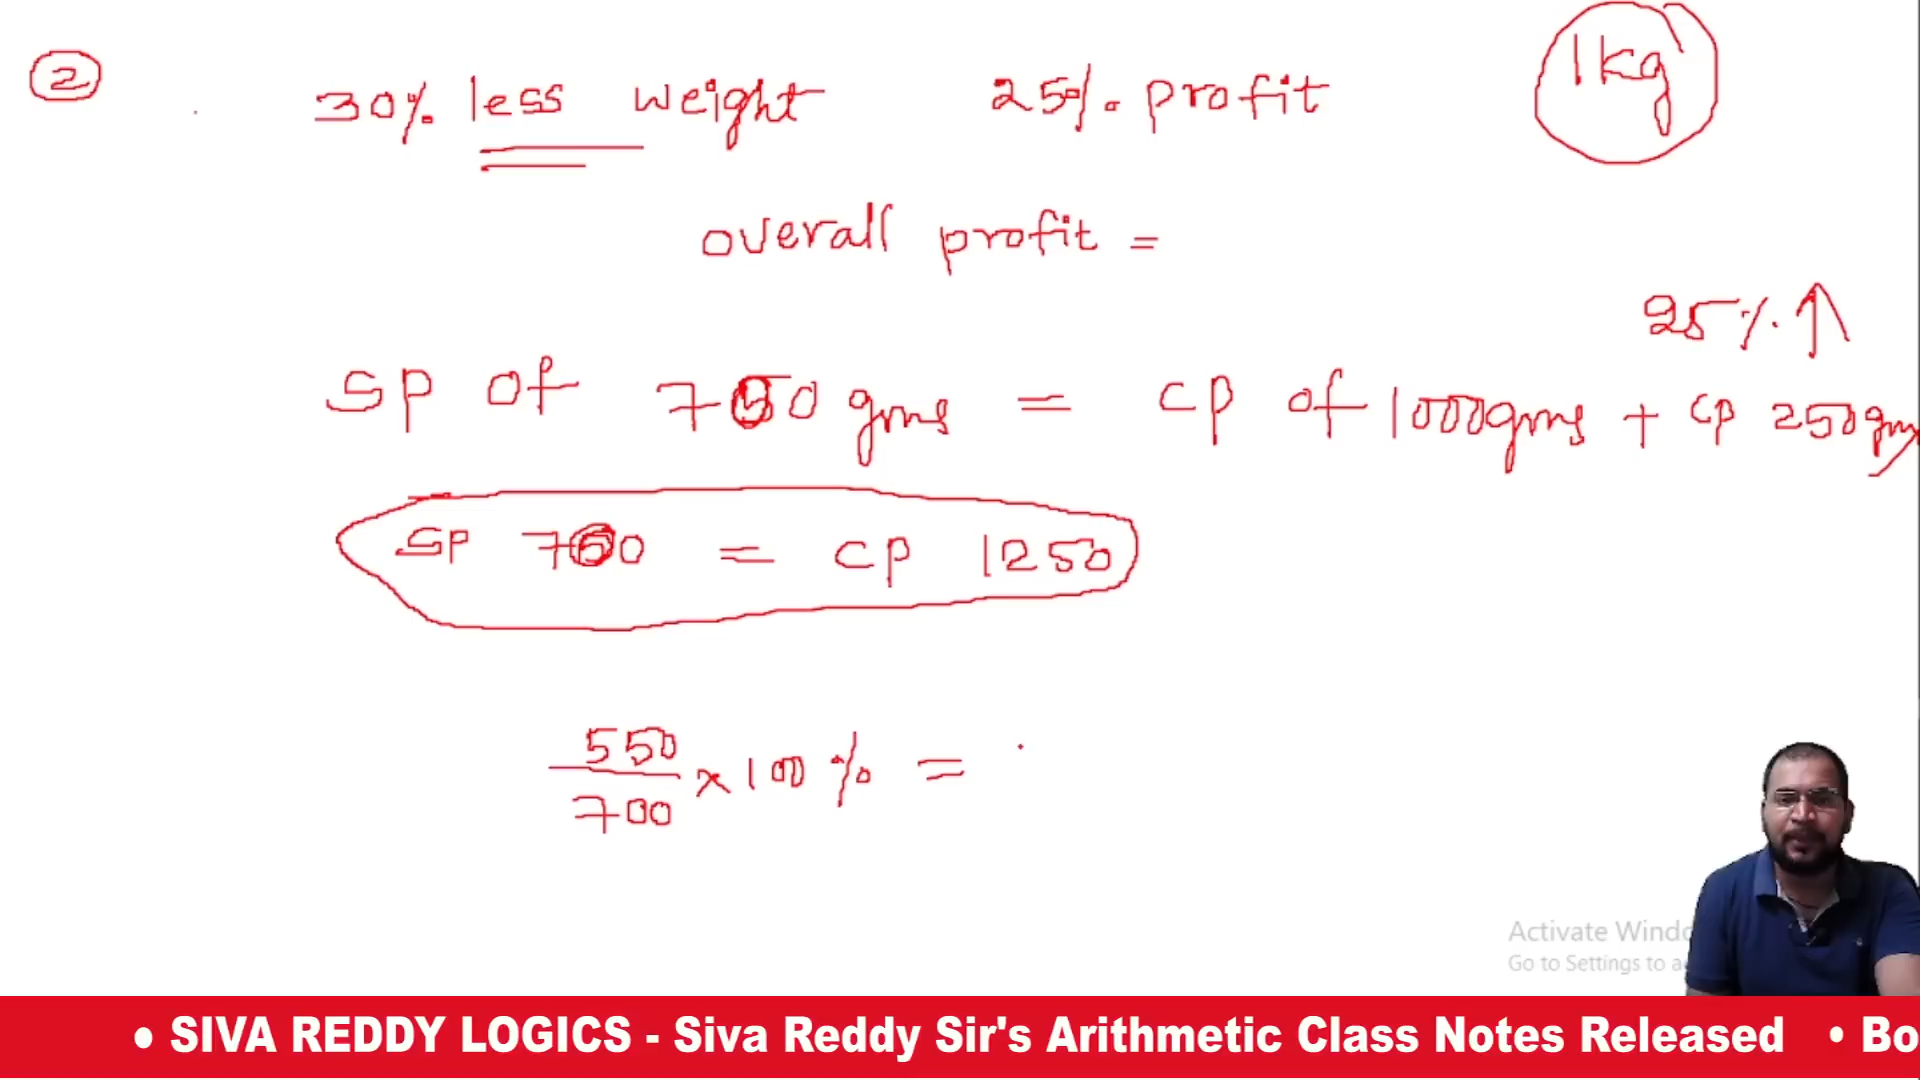 2
30% less weight 25% profit 1kg
overall profit =
25% ↑
SP of 700 gms = CP of 1000gms + CP 250gm
SP 700 = CP 1250
550
700 × 100 % =
Activate Windo
Go to Settings to a
• SIVA REDDY LOGICS - Siva Reddy Sir's Arithmetic Class Notes Released • Bo